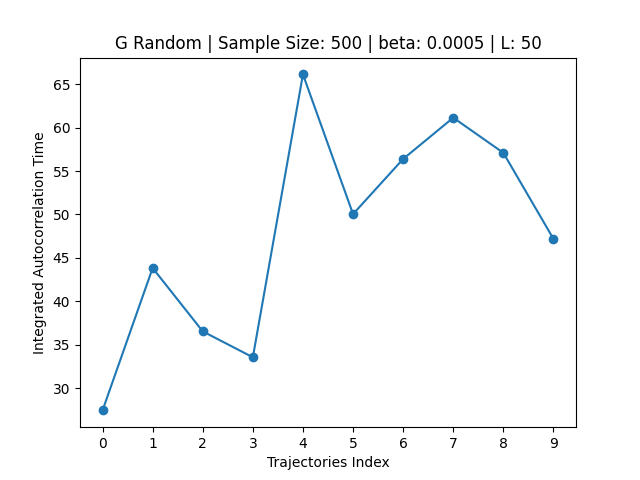 G Random | Sample Size: 500 | beta: 0.0005 | L: 50
Integrated Autocorrelation Time
65
60
55
50
45
40
35
30
0 1 2 3 4 5 6 7 8 9
Trajectories Index